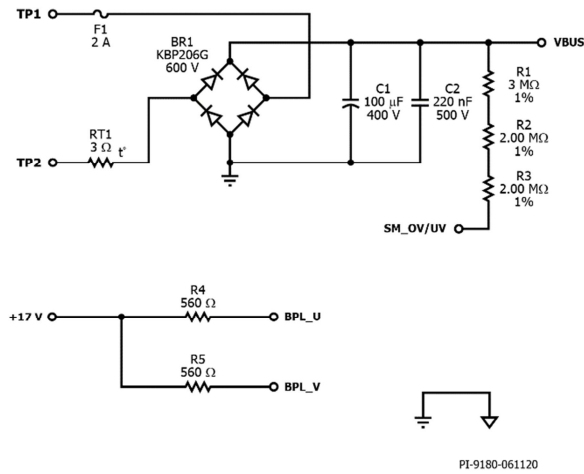 TP1
F1
2 A
BR1
KBP206G
600 V
VBUS
C1
100 µF
400 V
C2
220 nF
500 V
R1
3 MΩ
1%
R2
2.00 MΩ
1%
R3
2.00 MΩ
1%
RT1
3 Ω
t°
TP2
SM_OV/UV
+17 V
R4
560 Ω
BPL_U
R5
560 Ω
BPL_V
PI-9180-061120